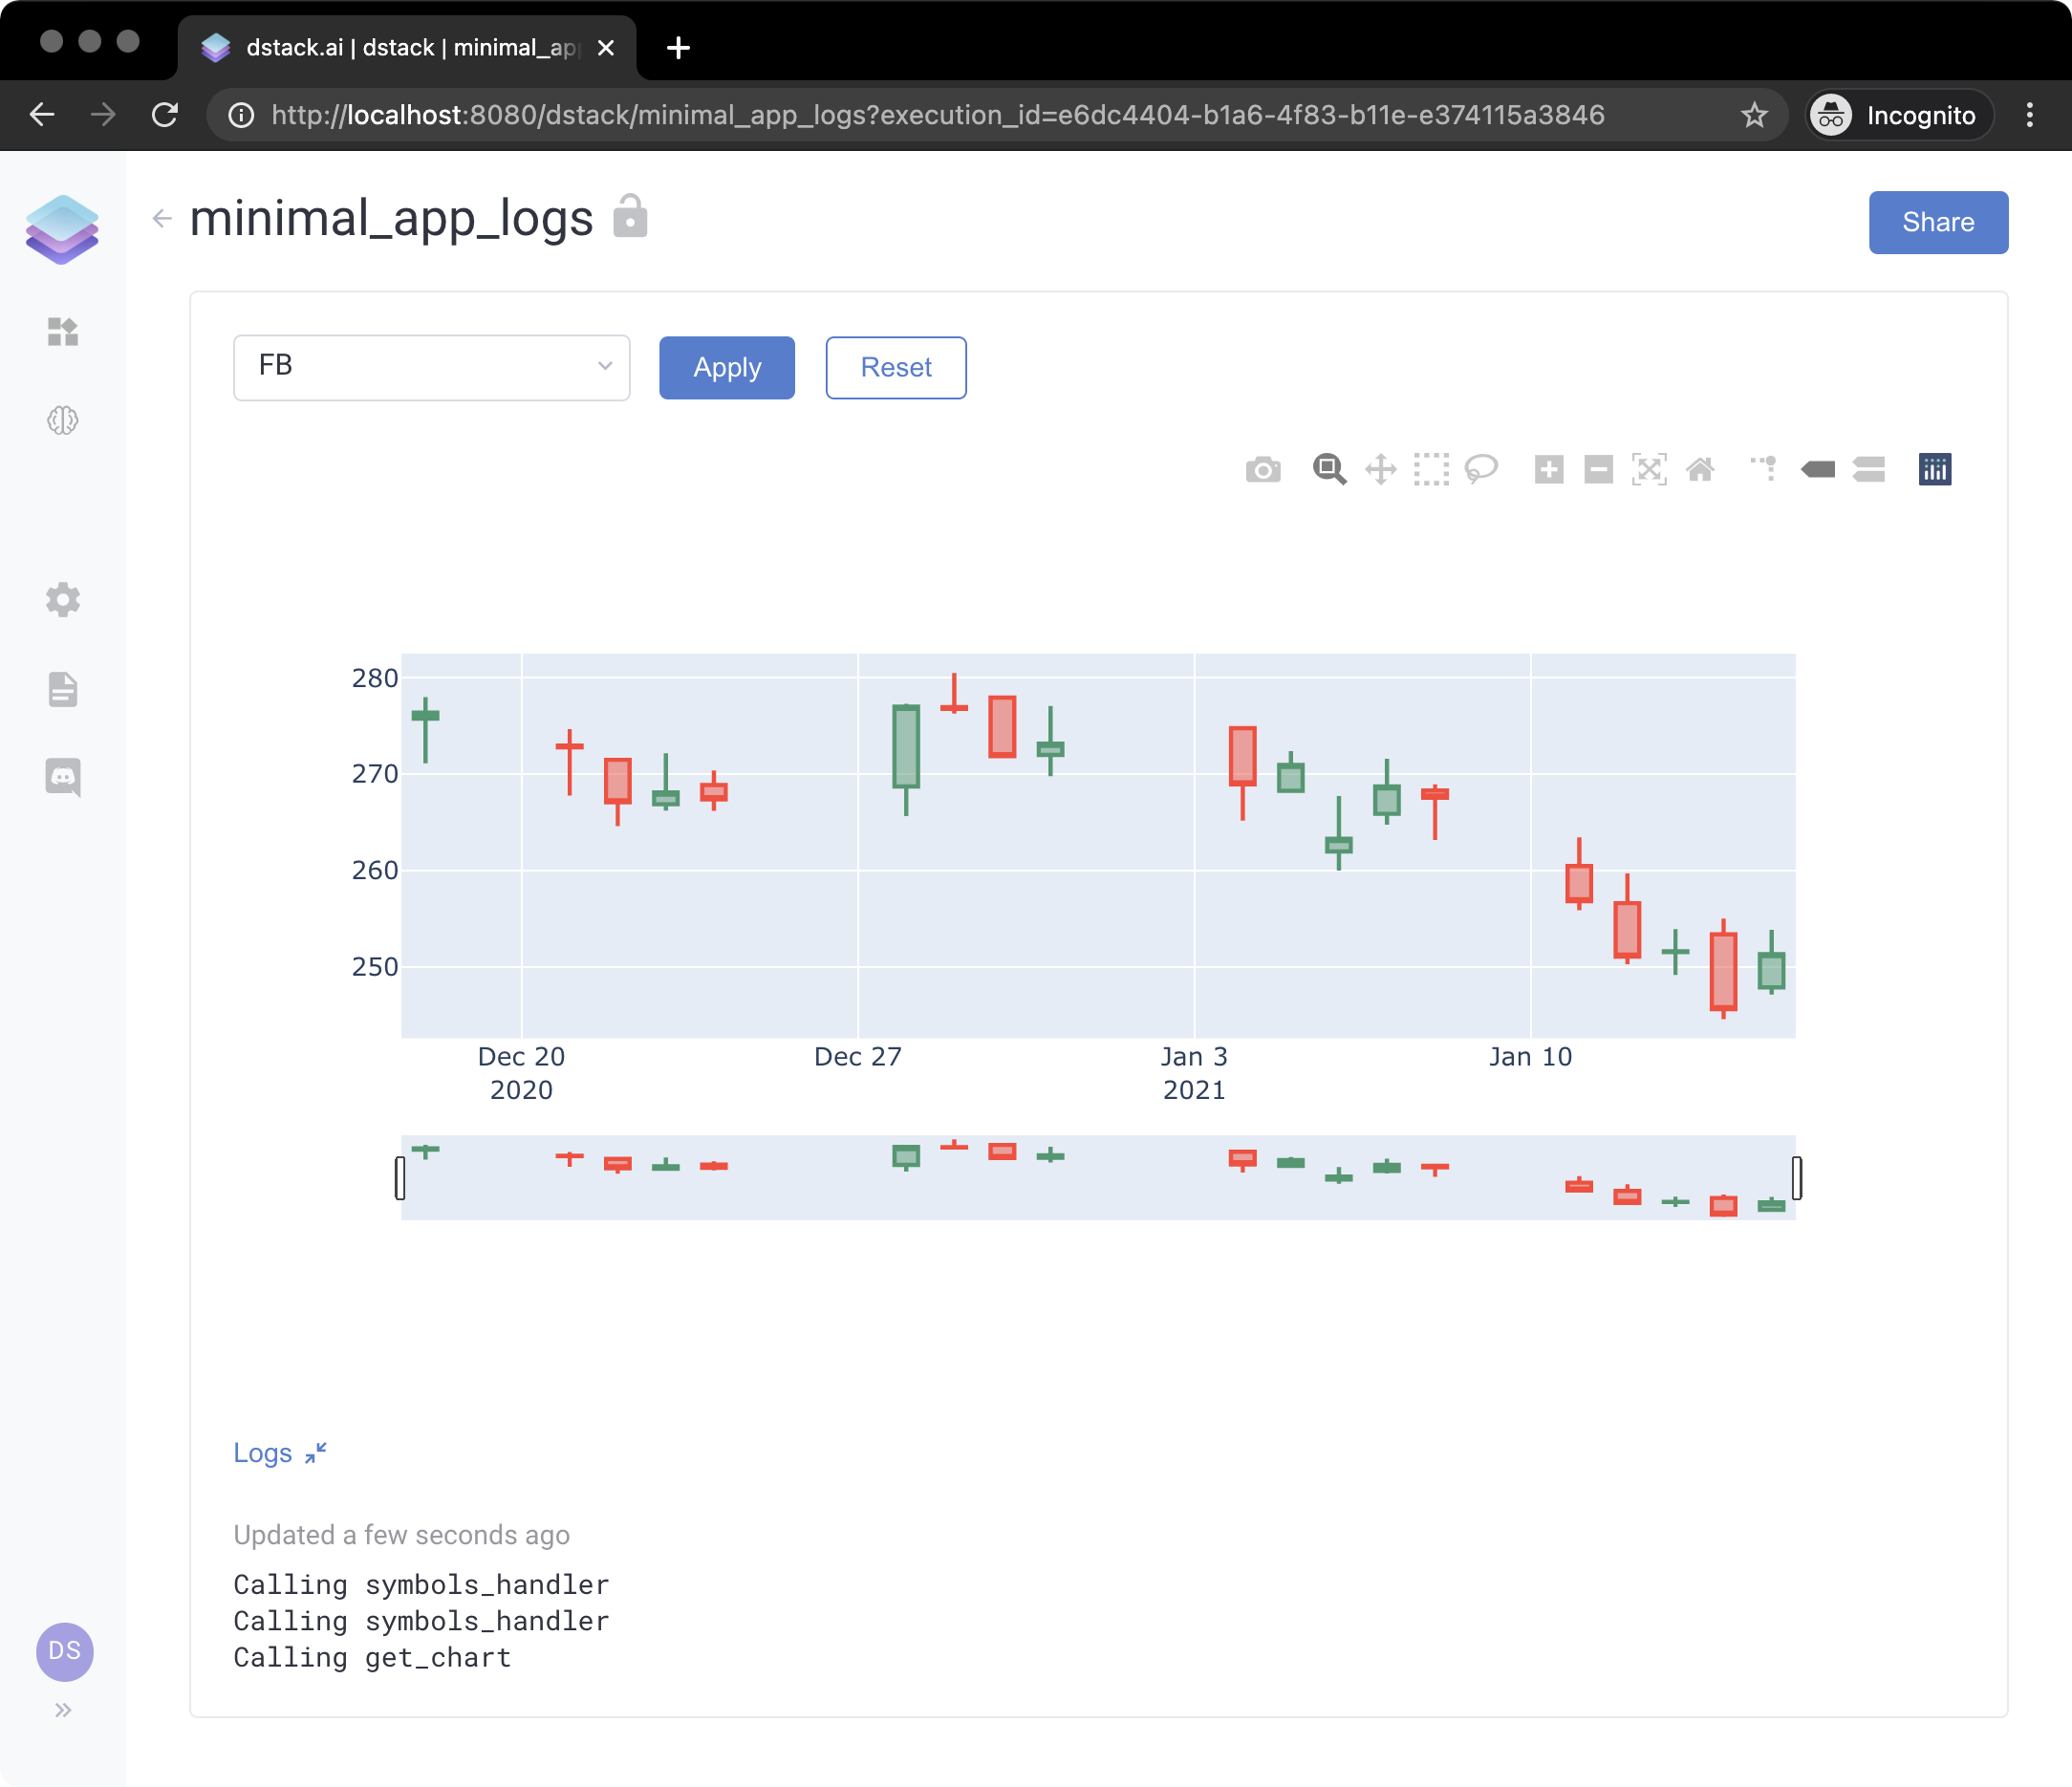 dstack.ai | dstack | minimal_ap
http://localhost:8080/dstack/minimal_app_logs?execution_id=e6dc4404-b1a6-4f83-b11e-e374115a3846
Incognito
minimal_app_logs
Share
FB
Apply
Reset
280
270
260
250
Dec 20 Dec 27 Jan 3 Jan 10
2020 2021
Logs
Updated a few seconds ago
Calling symbols_handler
Calling symbols_handler
Calling get_chart
DS